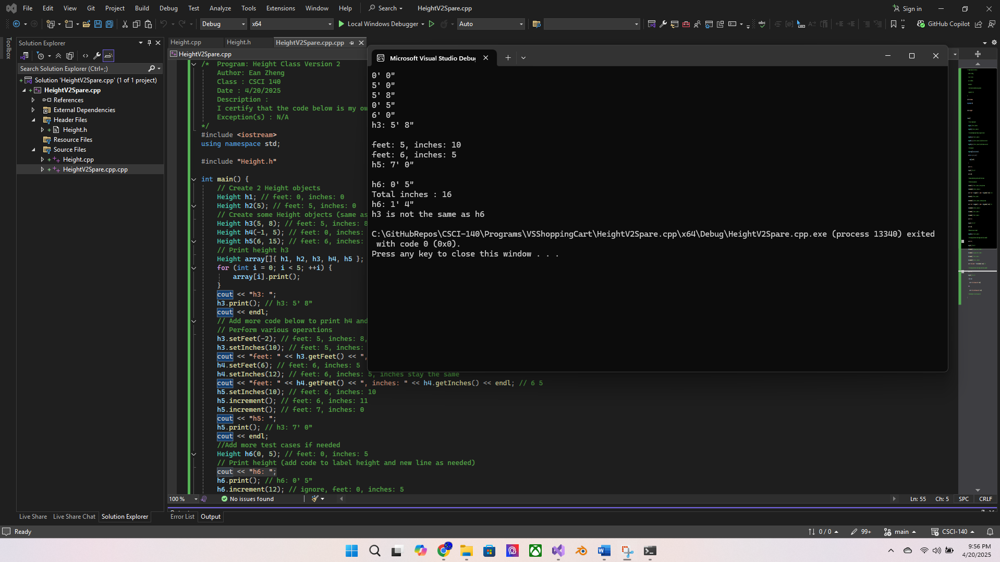 File Edit View Git Project Build Debug Test Analyze Tools Extensions Window Help Search HeightV2Spare.cpp Sign in
Debug x64 Local Windows Debugger Auto GitHub Copilot
Toolbox
Solution Explorer
Search Solution Explorer (Ctrl+;)
Solution 'HeightV2Spare.cpp' (1 of 1 project)
HeightV2Spare.cpp
References
External Dependencies
Header Files
Height.h
Resource Files
Source Files
Height.cpp
HeightV2Spare.cpp.cpp
Height.cpp Height.h HeightV2Spare.cpp.cpp
HeightV2Spare.cpp
/* Program: Height Class Version 2
Author: Ean Zheng
Class : CSCI 140
Date : 4/20/2025
Description :
I certify that the code below is my ow
Exception(s) : N/A
*/
#include <iostream>
using namespace std;
#include "Height.h"
int main() {
// Create 2 Height objects
Height h1; // feet: 0, inches: 0
Height h2(5); // feet: 5, inches: 0
// Create some Height objects (same as
Height h3(5, 8); // feet: 5, inches: 8
Height h4(-1, 5); // feet: 0, inches:
Height h5(6, 15); // feet: 6, inches:
// Print height h3
Height array[]{ h1, h2, h3, h4, h5 };
for (int i = 0; i < 5; ++i) {
array[i].print();
}
cout << "h3: ";
h3.print(); // h3: 5' 8"
cout << endl;
// Add more code below to print h4 and
// Perform various operations
h3.setFeet(-2); // feet: 5, inches: 8,
h3.setInches(10); // feet: 5, inches:
cout << "feet: " << h3.getFeet() << ",
h4.setFeet(6); // feet: 6, inches: 5
h4.setInches(12); // feet: 6, inches: 5, inches stay the same
cout << "feet: " << h4.getFeet() << ", inches: " << h4.getInches() << endl; // 6 5
h5.setInches(10); // feet: 6, inches: 10
h5.increment(); // feet: 6, inches: 11
h5.increment(); // feet: 7, inches: 0
cout << "h5: ";
h5.print(); // h3: 7' 0"
cout << endl;
//Add more test cases if needed
Height h6(0, 5); // feet: 0, inches: 5
// Print height (add code to label height and new line as needed)
cout << "h6: ";
h6.print(); // h6: 0' 5"
h6.increment(12); // ignore, feet: 0, inches: 5
Microsoft Visual Studio Debu
0' 0"
5' 0"
5' 8"
0' 5"
6' 0"
h3: 5' 8"
feet: 5, inches: 10
feet: 6, inches: 5
h5: 7' 0"
h6: 0' 5"
Total inches : 16
h6: 1' 4"
h3 is not the same as h6
C:\GitHubRepos\CSCI-140\Programs\VSShoppingCart\HeightV2Spare.cpp\x64\Debug\HeightV2Spare.cpp.exe (process 13340) exited
with code 0 (0x0).
Press any key to close this window . . .
100 % No issues found Ln: 55 Ch: 5 SPC CRLF
Live Share Live Share Chat Solution Explorer Error List Output
Ready 0 / 0 99+ main CSCI-140
9:56 PM
4/20/2025